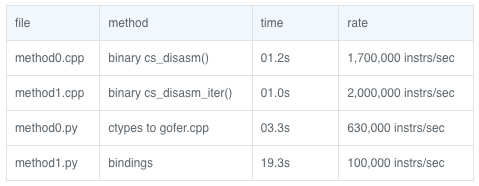 file method time rate
method0.cpp binary cs_disasm() 01.2s 1,700,000 instrs/sec
method1.cpp binary cs_disasm_iter() 01.0s 2,000,000 instrs/sec
method0.py ctypes to gofer.cpp 03.3s 630,000 instrs/sec
method1.py bindings 19.3s 100,000 instrs/sec